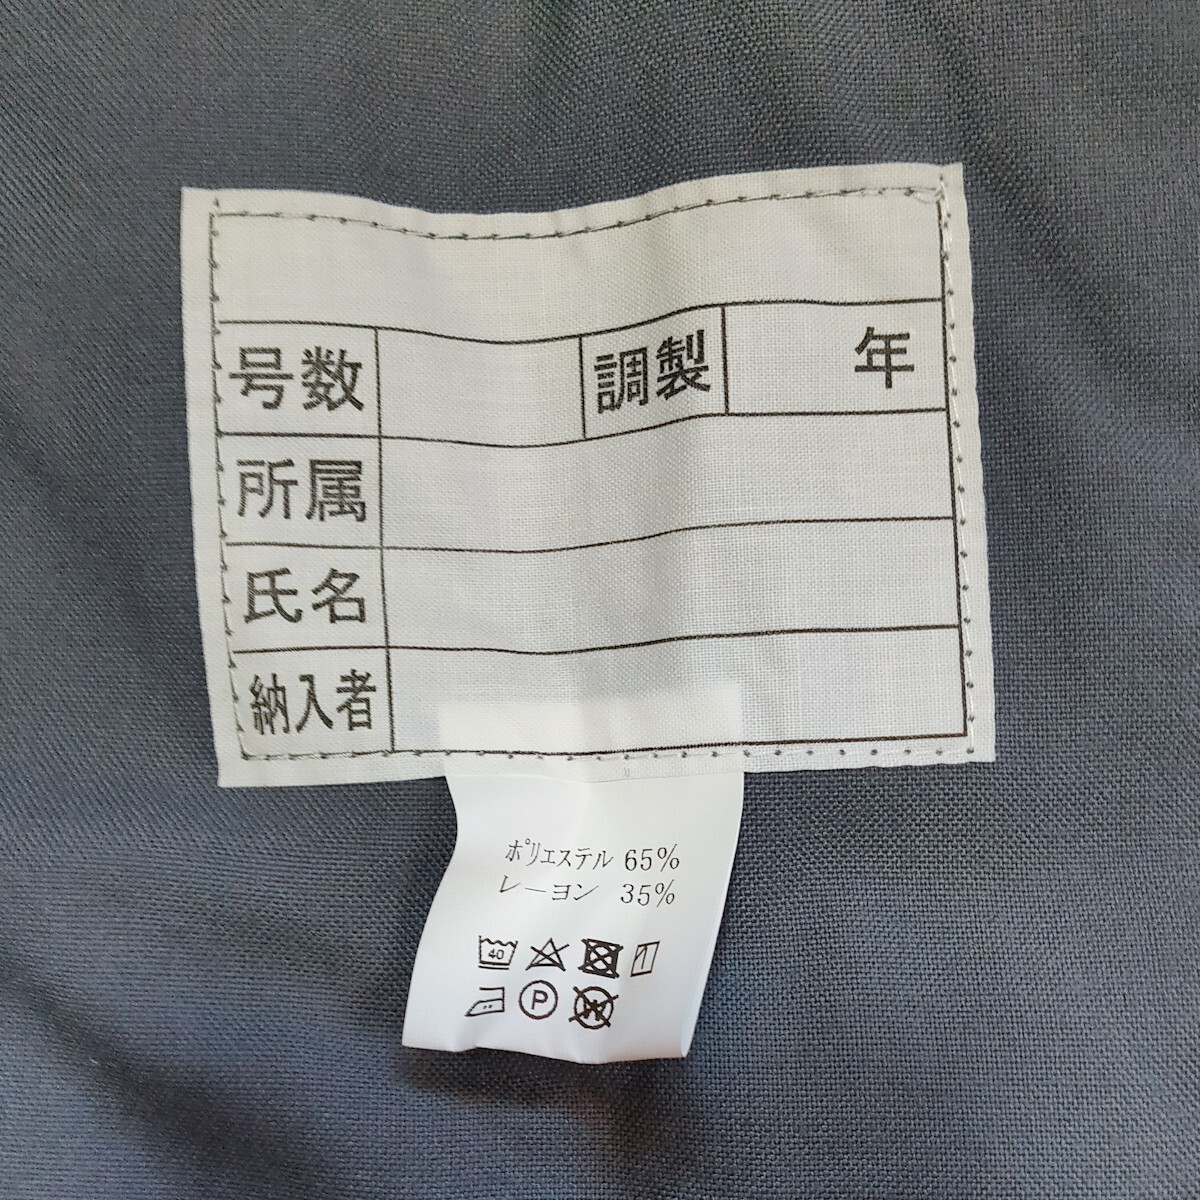 号数 調製 年
所属
氏名
納入者
ポリエステル 65%
レーヨン 35%
40
P W